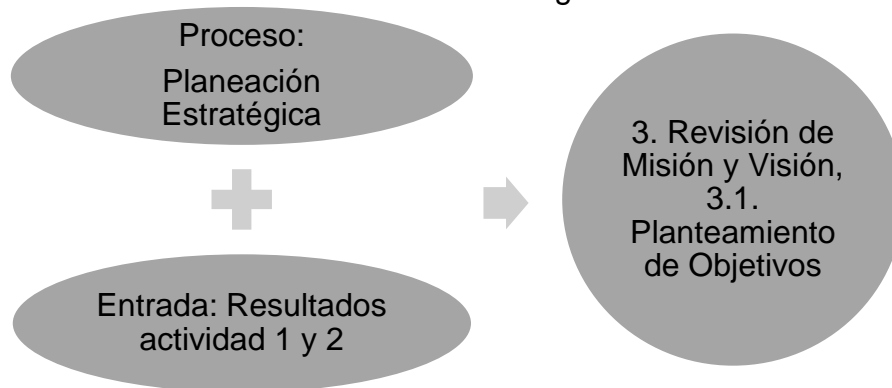 Proceso:
Planeación
Estratégica
Entrada: Resultados
actividad 1 y 2
3. Revisión de
Misión y Visión,
3.1.
Planteamiento
de Objetivos